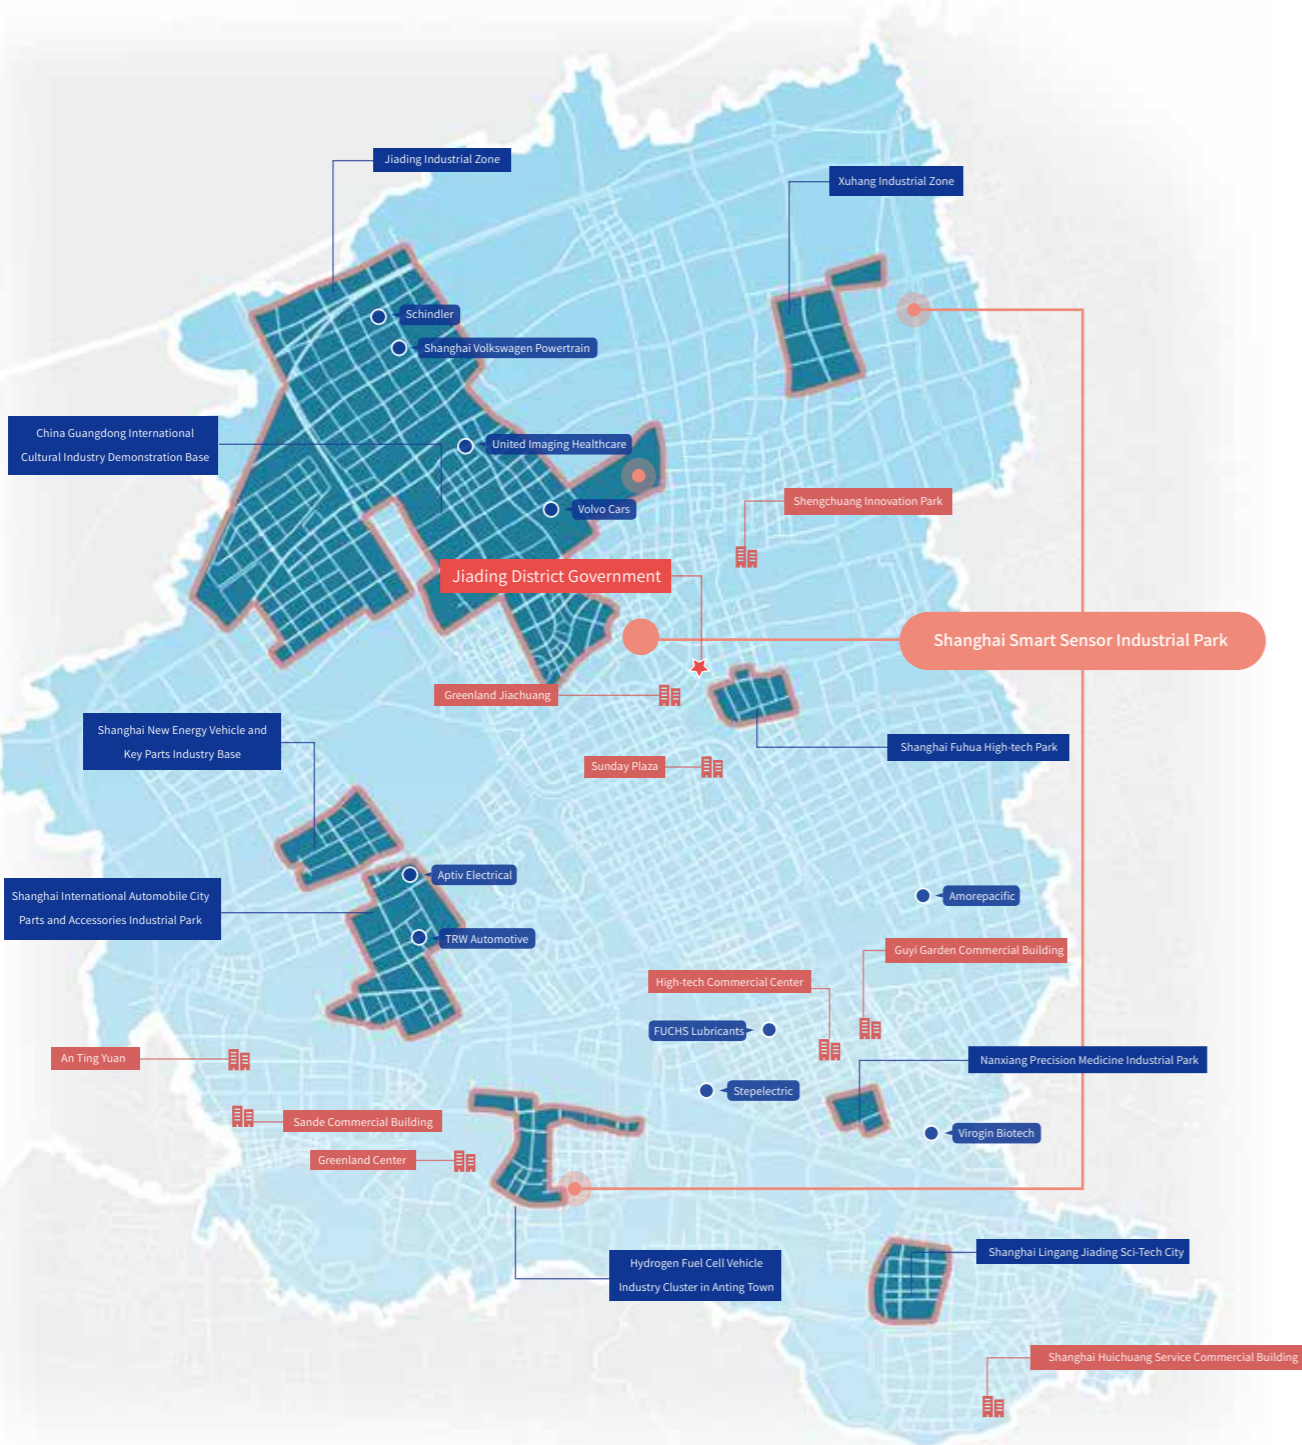 Jiading Industrial Zone
Xuhang Industrial Zone
Schindler
Shanghai Volkswagen Powertrain
China Guangdong International
Cultural Industry Demonstration Base
United Imaging Healthcare
Volvo Cars
Shengchuang Innovation Park
Jiading District Government
Shanghai Smart Sensor Industrial Park
Greenland Jiachuang
Shanghai New Energy Vehicle and
Key Parts Industry Base
Shanghai Fuhua High-tech Park
Sunday Plaza
Aptiv Electrical
Shanghai International Automobile City
Parts and Accessories Industrial Park
Amorepacific
TRW Automotive
Guyi Garden Commercial Building
High-tech Commercial Center
FUCHS Lubricants
An Ting Yuan
Nanxiang Precision Medicine Industrial Park
Stepelectric
Sande Commercial Building
Virogin Biotech
Greenland Center
Shanghai Lingang Jiading Sci-Tech City
Hydrogen Fuel Cell Vehicle
Industry Cluster in Anting Town
Shanghai Huichuang Service Commercial Building